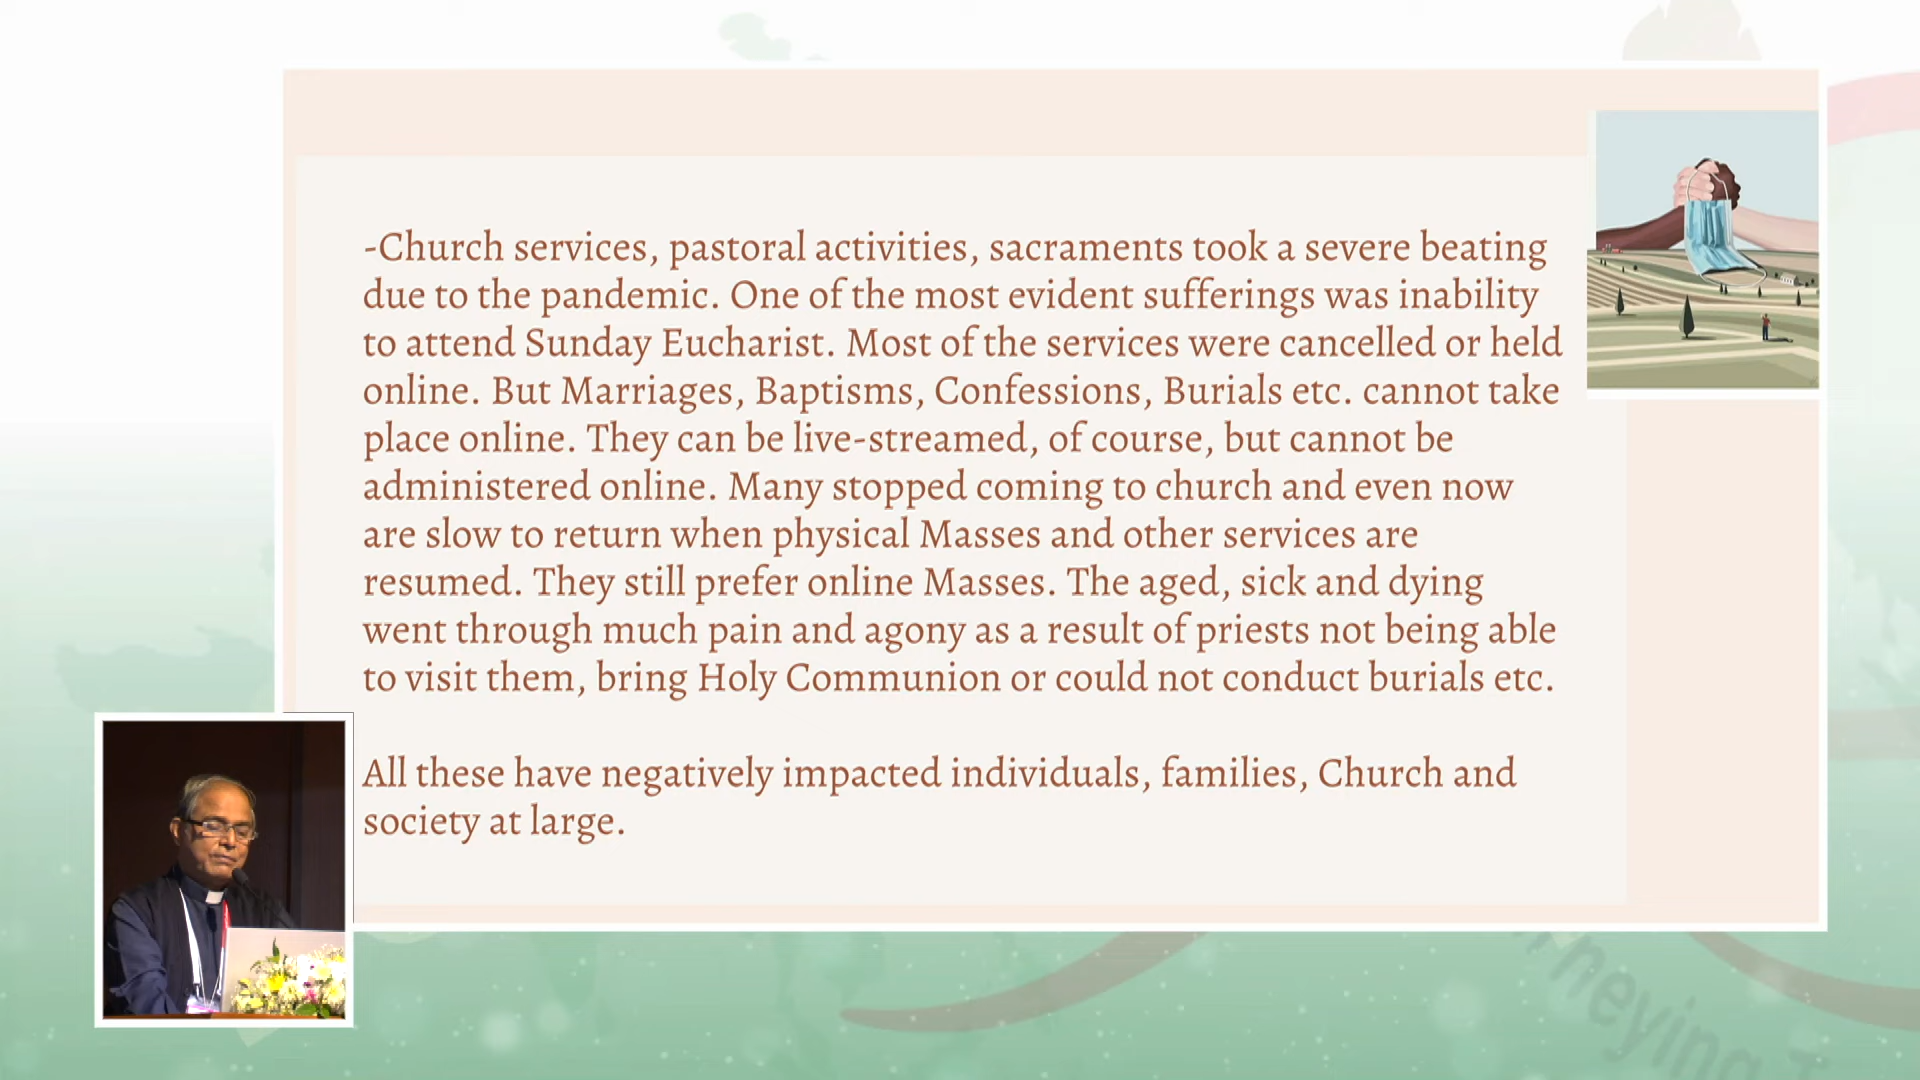 -Church services, pastoral activities, sacraments took a severe beating
due to the pandemic. One of the most evident sufferings was inability
to attend Sunday Eucharist. Most of the services were cancelled or held
online. But Marriages, Baptisms, Confessions, Burials etc. cannot take
place online. They can be live-streamed, of course, but cannot be
administered online. Many stopped coming to church and even now
are slow to return when physical Masses and other services are
resumed. They still prefer online Masses. The aged, sick and dying
went through much pain and agony as a result of priests not being able
to visit them, bring Holy Communion or could not conduct burials etc.
All these have negatively impacted individuals, families, Church and
society at large.